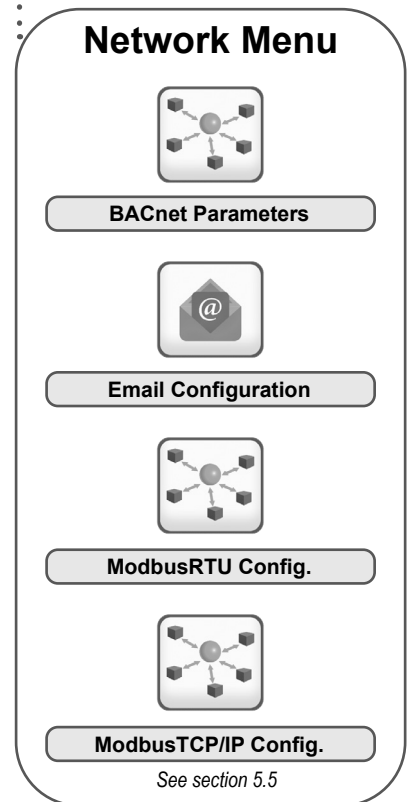 Network Menu
BACnet Parameters
@
Email Configuration
ModbusRTU Config.
ModbusTCP/IP Config.
See section 5.5